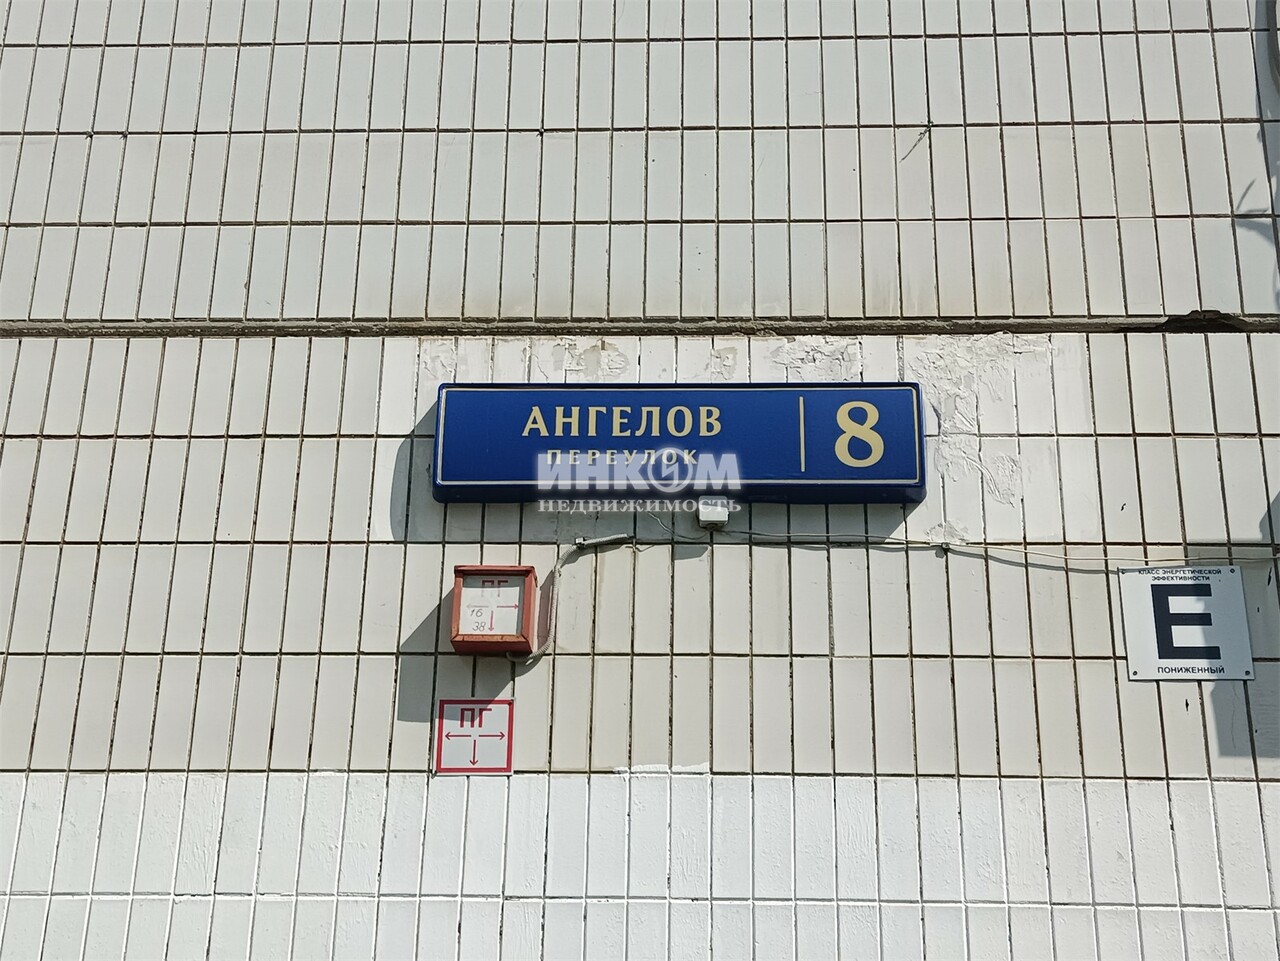 АНГЕЛОВ
ПЕРЕУЛОК
8
ИНКОМ
НЕДВИЖИМОСТЬ
ПГ
16
38
КЛАСС ЭНЕРГЕТИЧЕСКОЙ
ЭФФЕКТИВНОСТИ
E
ПОНИЖЕННЫЙ
ПГ